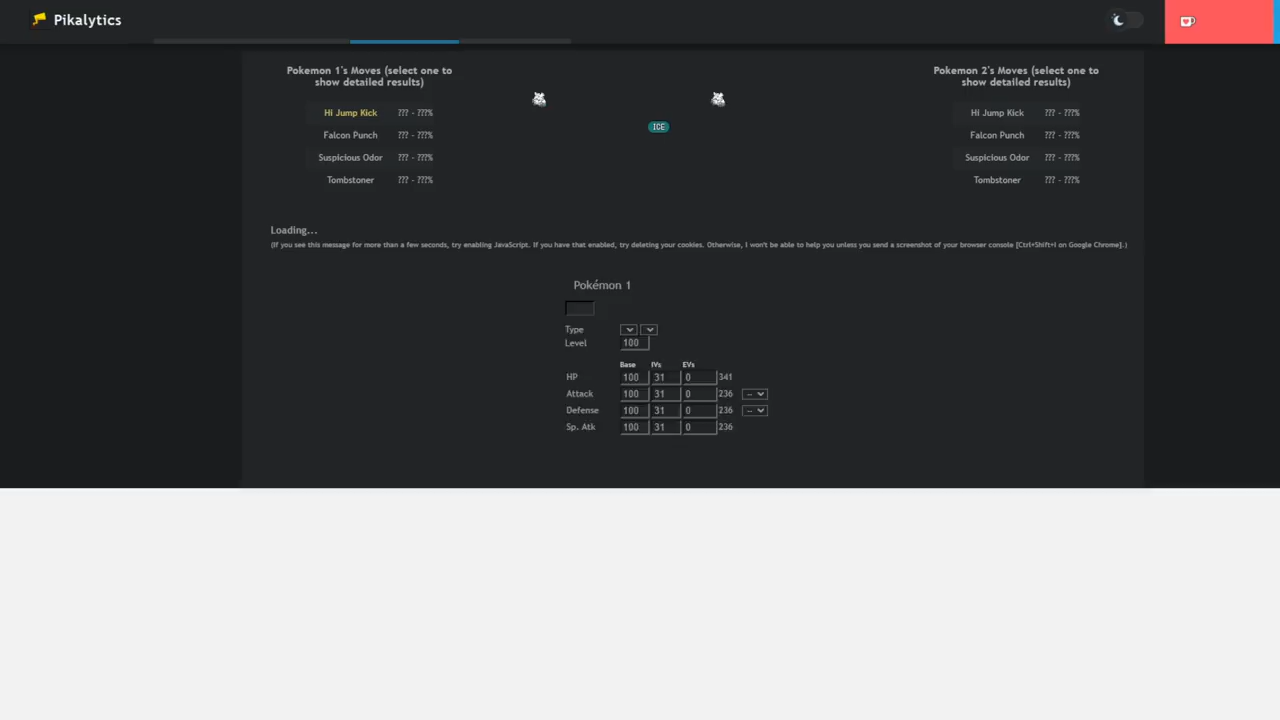 Pikalytics
Pokemon 1's Moves (select one to
show detailed results)
Hi Jump Kick ??? - ???%
Falcon Punch ??? - ???%
Suspicious Odor ??? - ???%
Tombstoner ??? - ???%
ICE
Pokemon 2's Moves (select one to
show detailed results)
Hi Jump Kick ??? - ???%
Falcon Punch ??? - ???%
Suspicious Odor ??? - ???%
Tombstoner ??? - ???%
Loading...
(If you see this message for more than a few seconds, try enabling JavaScript. If you have that enabled, try deleting your cookies. Otherwise, I won't be able to help you unless you send a screenshot of your browser console [Ctrl+Shift+I on Google Chrome].)
Pokémon 1
Type
Level 100
Base IVs EVs
HP 100 31 0 341
Attack 100 31 0 236 --
Defense 100 31 0 236 --
Sp. Atk 100 31 0 236